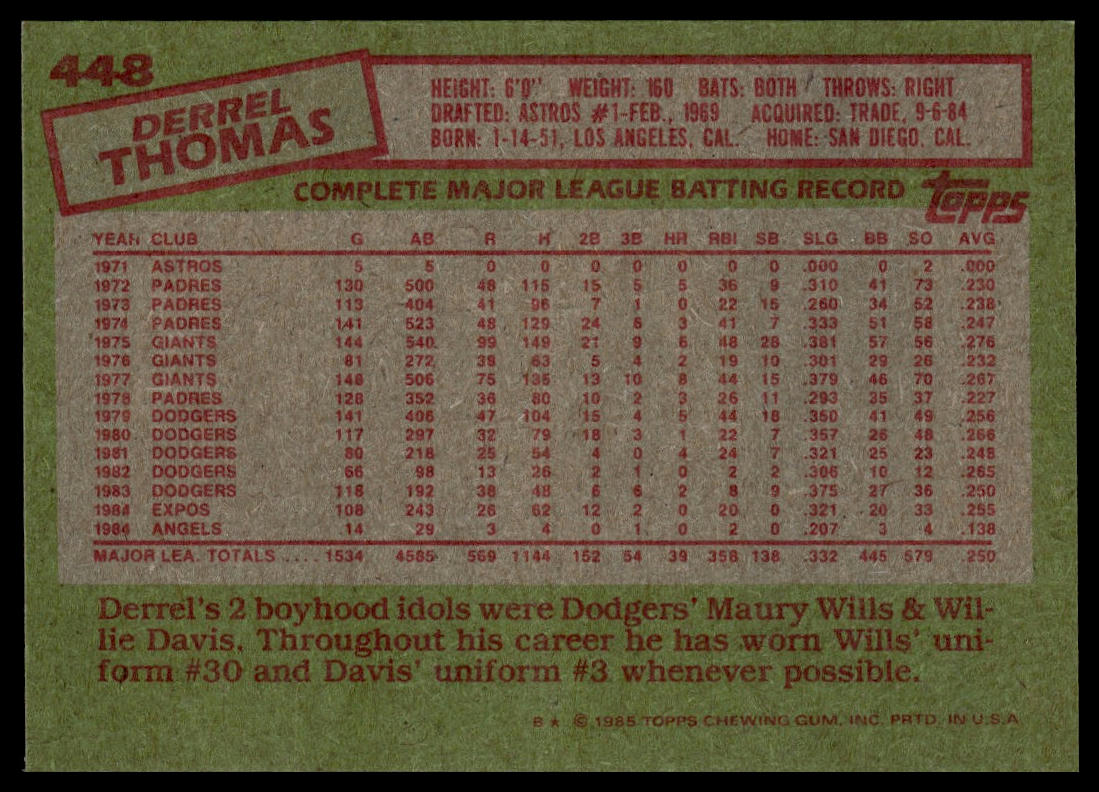 448
DERREL
THOMAS
HEIGHT: 6'0" WEIGHT: 160 BATS: BOTH THROWS: RIGHT
DRAFTED: ASTROS #1-FEB., 1969 ACQUIRED: TRADE, 9-6-84
BORN: 1-14-51, LOS ANGELES, CAL. HOME: SAN DIEGO, CAL.
COMPLETE MAJOR LEAGUE BATTING RECORD topps
YEAR CLUB G AB R H 2B 3B HR RBI SB SLG BB SO AVG
1971 ASTROS 5 5 0 0 0 0 0 0 0 .000 0 2 .000
1972 PADRES 130 500 48 115 15 5 5 36 9 .310 41 73 .230
1973 PADRES 113 404 41 96 7 1 0 22 15 .260 34 52 .238
1974 PADRES 141 523 48 129 24 6 3 41 7 .333 51 58 .247
1975 GIANTS 144 540 99 149 21 9 6 48 28 .381 57 56 .276
1976 GIANTS 81 272 38 63 5 4 2 19 10 .301 29 26 .232
1977 GIANTS 148 506 75 135 13 10 8 44 15 .379 46 70 .267
1978 PADRES 128 352 36 80 10 2 3 26 11 .293 35 37 .227
1979 DODGERS 141 406 47 104 15 4 5 44 18 .350 41 49 .256
1980 DODGERS 117 297 32 79 18 3 1 22 7 .357 26 48 .266
1981 DODGERS 80 218 25 54 4 0 4 24 7 .321 25 23 .248
1982 DODGERS 66 98 13 26 2 1 0 2 2 .306 10 12 .265
1983 DODGERS 118 192 38 48 6 6 2 8 9 .375 27 36 .250
1984 EXPOS 108 243 26 62 12 2 0 20 0 .321 20 33 .255
1984 ANGELS 14 29 3 4 0 1 0 2 0 .207 3 4 .138
MAJOR LEA. TOTALS .... 1534 4585 569 1144 152 54 39 358 138 .332 445 579 .250
Derrel's 2 boyhood idols were Dodgers' Maury Wills & Wil-
lie Davis. Throughout his career he has worn Wills' uni-
form #30 and Davis' uniform #3 whenever possible.
B★ © 1985 TOPPS CHEWING GUM, INC. PRTD. IN U.S.A.